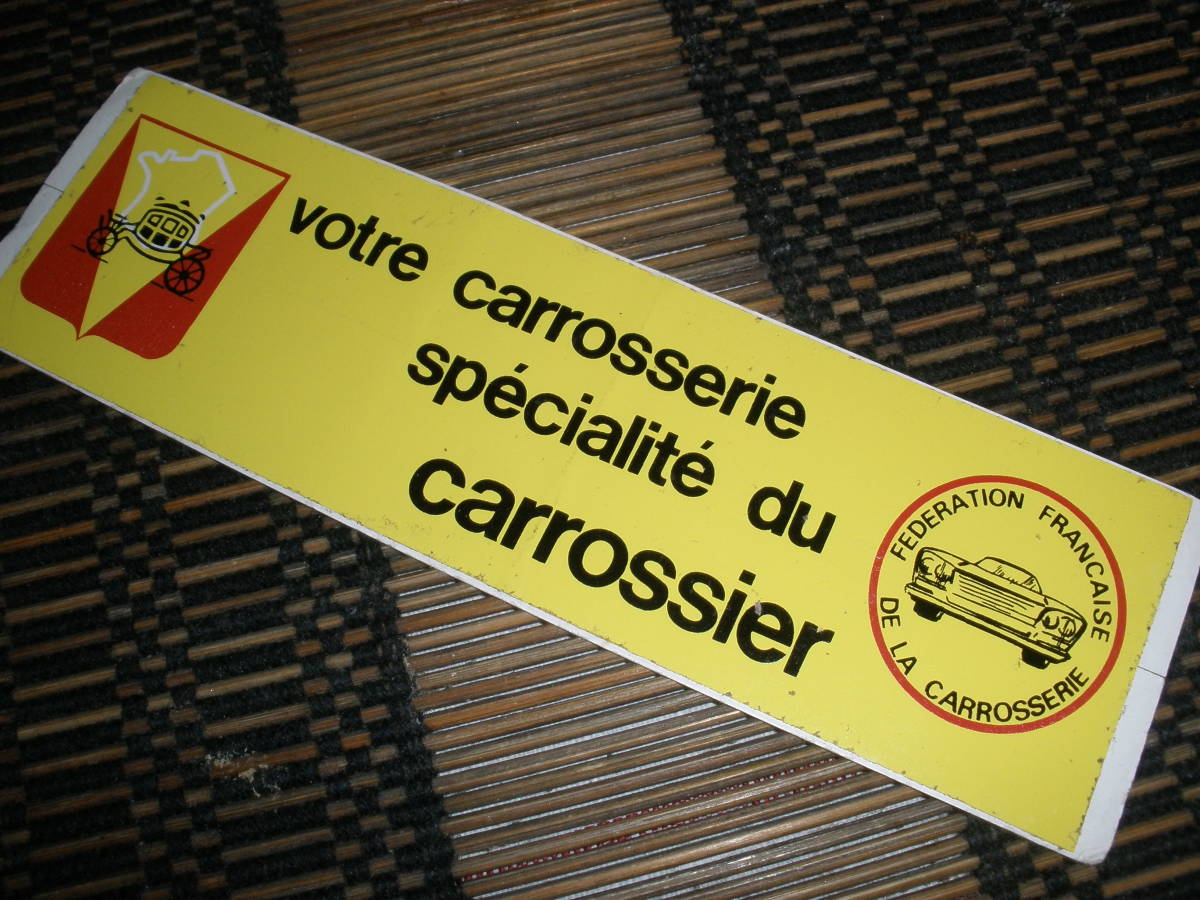 votre carrosserie
spécialité du
carrossier
FEDERATION FRANCAISE
DE LA CARROSSERIE